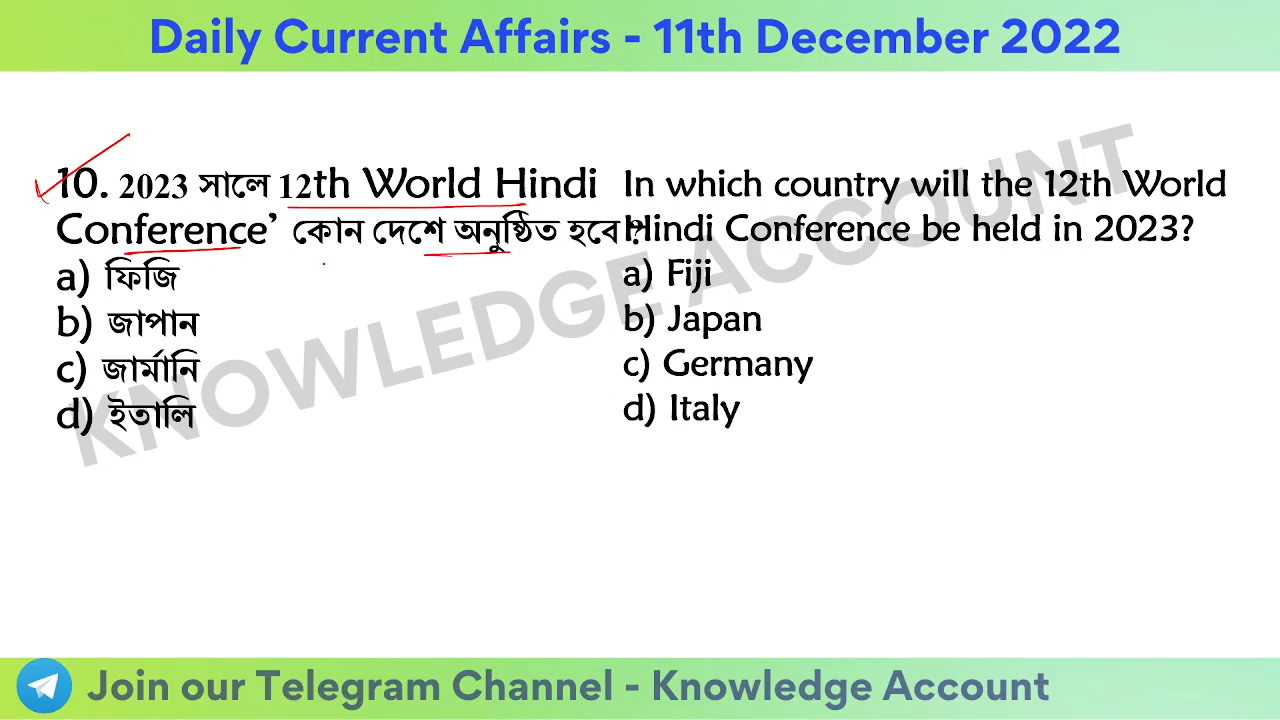 Daily Current Affairs - 11th December 2022
10. 2023 সালে 12th World Hindi
Conference’ কোন দেশে অনুষ্ঠিত হবে ?
a) ফিজি
b) জাপান
c) জার্মানি
d) ইতালি
In which country will the 12th World
Hindi Conference be held in 2023?
a) Fiji
b) Japan
c) Germany
d) Italy
KNOWLEDGE ACCOUNT
Join our Telegram Channel - Knowledge Account